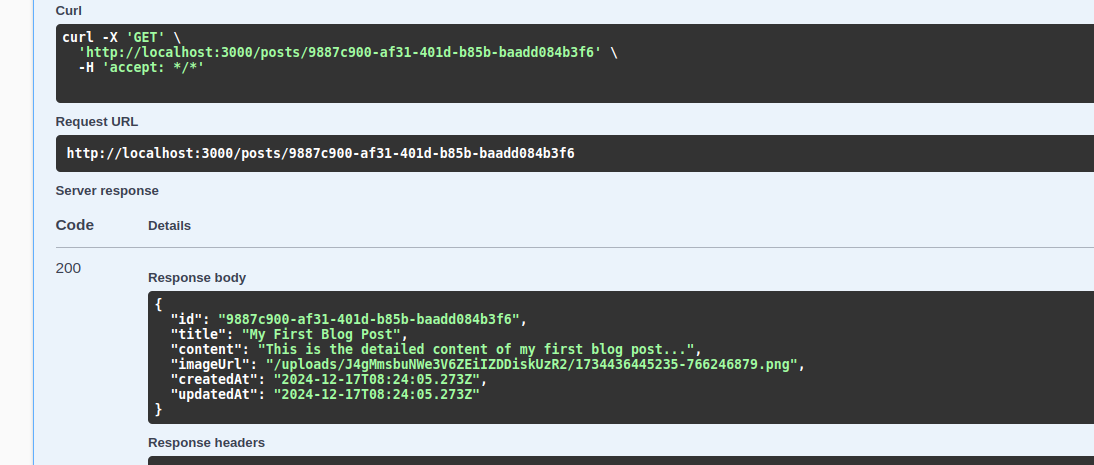 Curl
curl -X 'GET' \
'http://localhost:3000/posts/9887c900-af31-401d-b85b-baadd084b3f6' \
-H 'accept: */*'
Request URL
http://localhost:3000/posts/9887c900-af31-401d-b85b-baadd084b3f6
Server response
Code Details
200
Response body
{
"id": "9887c900-af31-401d-b85b-baadd084b3f6",
"title": "My First Blog Post",
"content": "This is the detailed content of my first blog post...",
"imageUrl": "/uploads/J4gMmsbuNWe3V6ZEiIZDDiskUzR2/1734436445235-766246879.png",
"createdAt": "2024-12-17T08:24:05.273Z",
"updatedAt": "2024-12-17T08:24:05.273Z"
}
Response headers